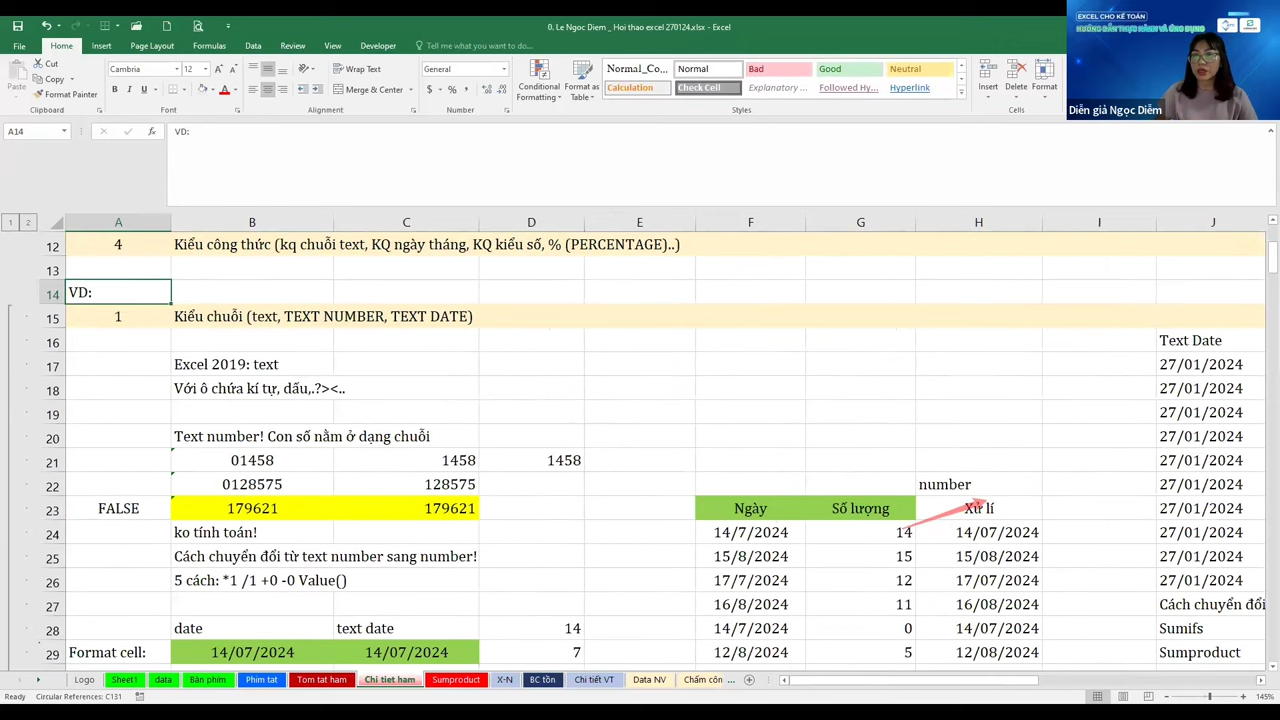 0. Le Ngoc Diem _ Hoi thao excel 270124.xlsx - Excel
File Home Insert Page Layout Formulas Data Review View Developer Tell me what you want to do...
EXCEL CHO KẾ TOÁN
HƯỚNG DẪN THỰC HÀNH VÀ ỨNG DỤNG
Diễn giả Ngọc Diễm
Paste Cut Copy Format Painter
Clipboard
Cambria 12
B I U
Font
Wrap Text
Merge & Center
Alignment
General
$ % ,
Number
Conditional Formatting Format as Table
Normal_Co... Normal Bad Good Neutral
Calculation Check Cell Explanatory ... Followed Hy... Hyperlink
Styles
Insert Delete Format
Cells
A14 fx VD:
1 2
A B C D E F G H I J
12 4 Kiểu công thức (kq chuỗi text, KQ ngày tháng, KQ kiểu số, % (PERCENTAGE)..)
13
14 VD:
15 1 Kiểu chuỗi (text, TEXT NUMBER, TEXT DATE)
16 Text Date
17 Excel 2019: text 27/01/2024
18 Với ô chứa kí tự, dấu,.?><.. 27/01/2024
19 27/01/2024
20 Text number! Con số nằm ở dạng chuỗi 27/01/2024
21 01458 1458 1458 27/01/2024
22 0128575 128575 number 27/01/2024
23 FALSE 179621 179621 Ngày Số lượng Xử lí 27/01/2024
24 ko tính toán! 14/7/2024 14 14/07/2024 27/01/2024
25 Cách chuyển đổi từ text number sang number! 15/8/2024 15 15/08/2024 27/01/2024
26 5 cách: *1 /1 +0 -0 Value() 17/7/2024 12 17/07/2024 27/01/2024
27 16/8/2024 11 16/08/2024 Cách chuyển đổi
28 date text date 14 14/7/2024 0 14/07/2024 Sumifs
29 Format cell: 14/07/2024 14/07/2024 7 12/8/2024 5 12/08/2024 Sumproduct
Logo Sheet1 data Bàn phím Phím tat Tom tat ham Chi tiet ham Sumproduct X-N BC tồn Chi tiết VT Data NV Chấm côn ...
Ready Circular References: C131 145%